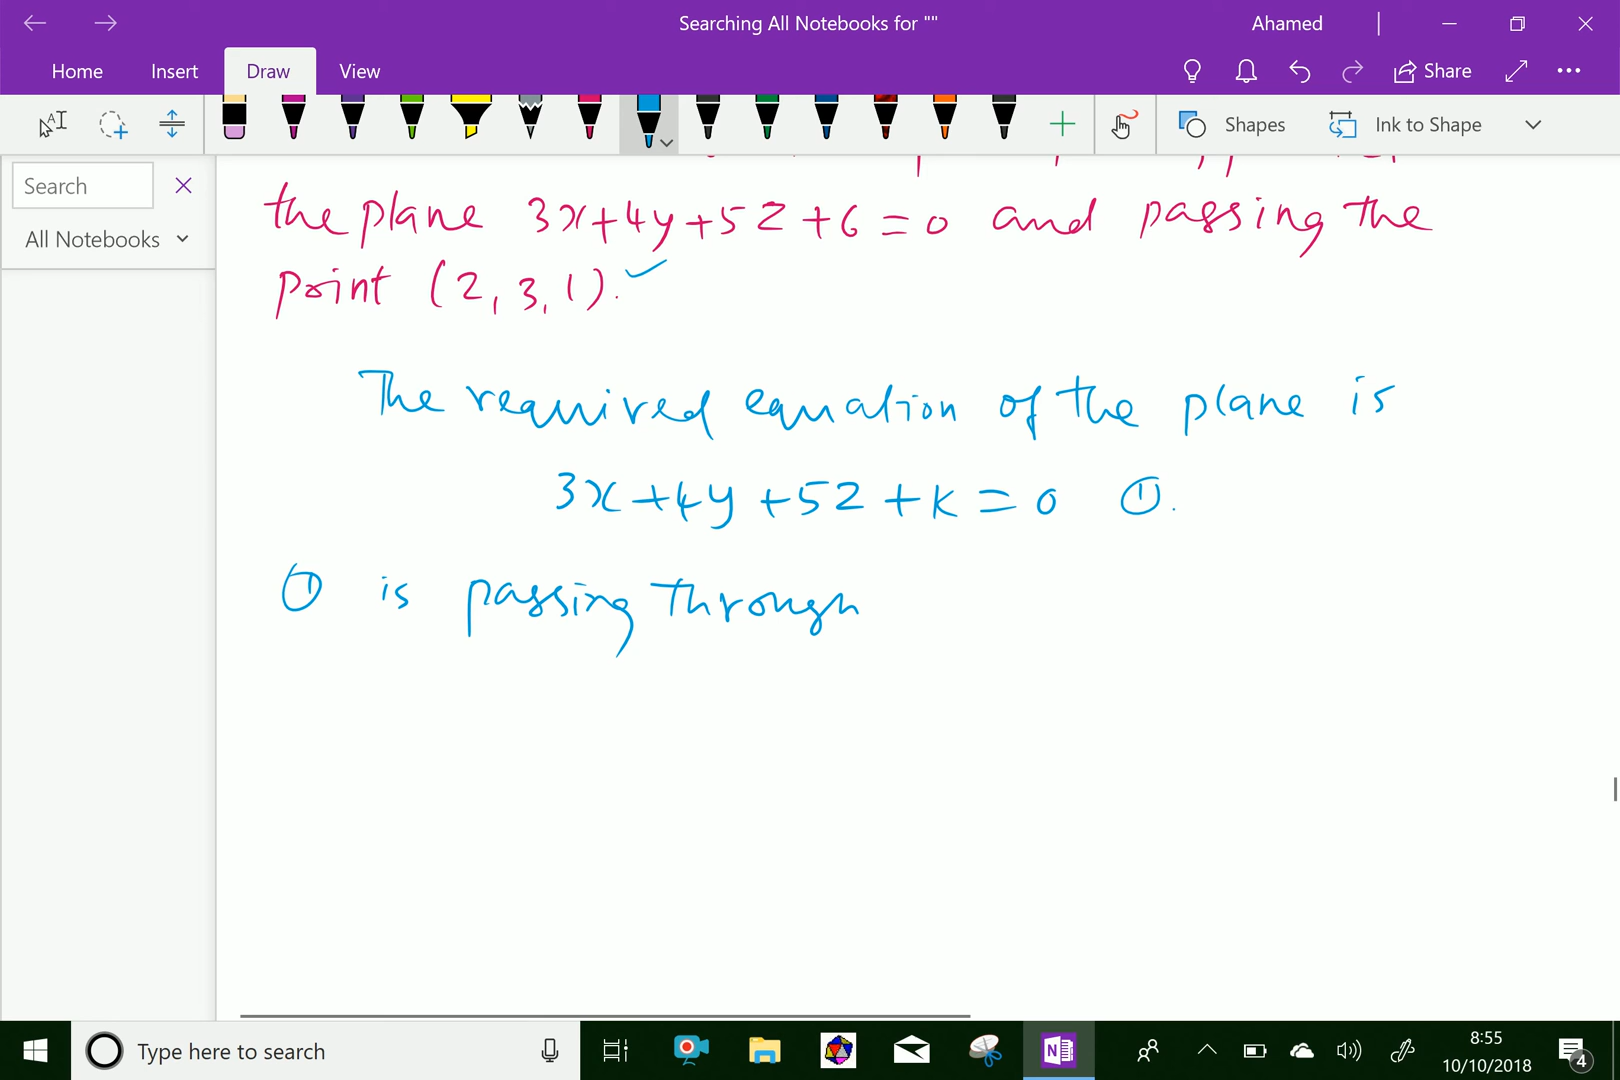 Searching All Notebooks for ""
Ahamed
Home Insert Draw View
Share
Shapes
Ink to Shape
Search
All Notebooks
the plane 3x+4y+5z+6=0 and passing the
point (2,3,1).
The required equation of the plane is
3x+4y+5z+k=0 ①.
① is passing through
Type here to search
8:55
10/10/2018
4